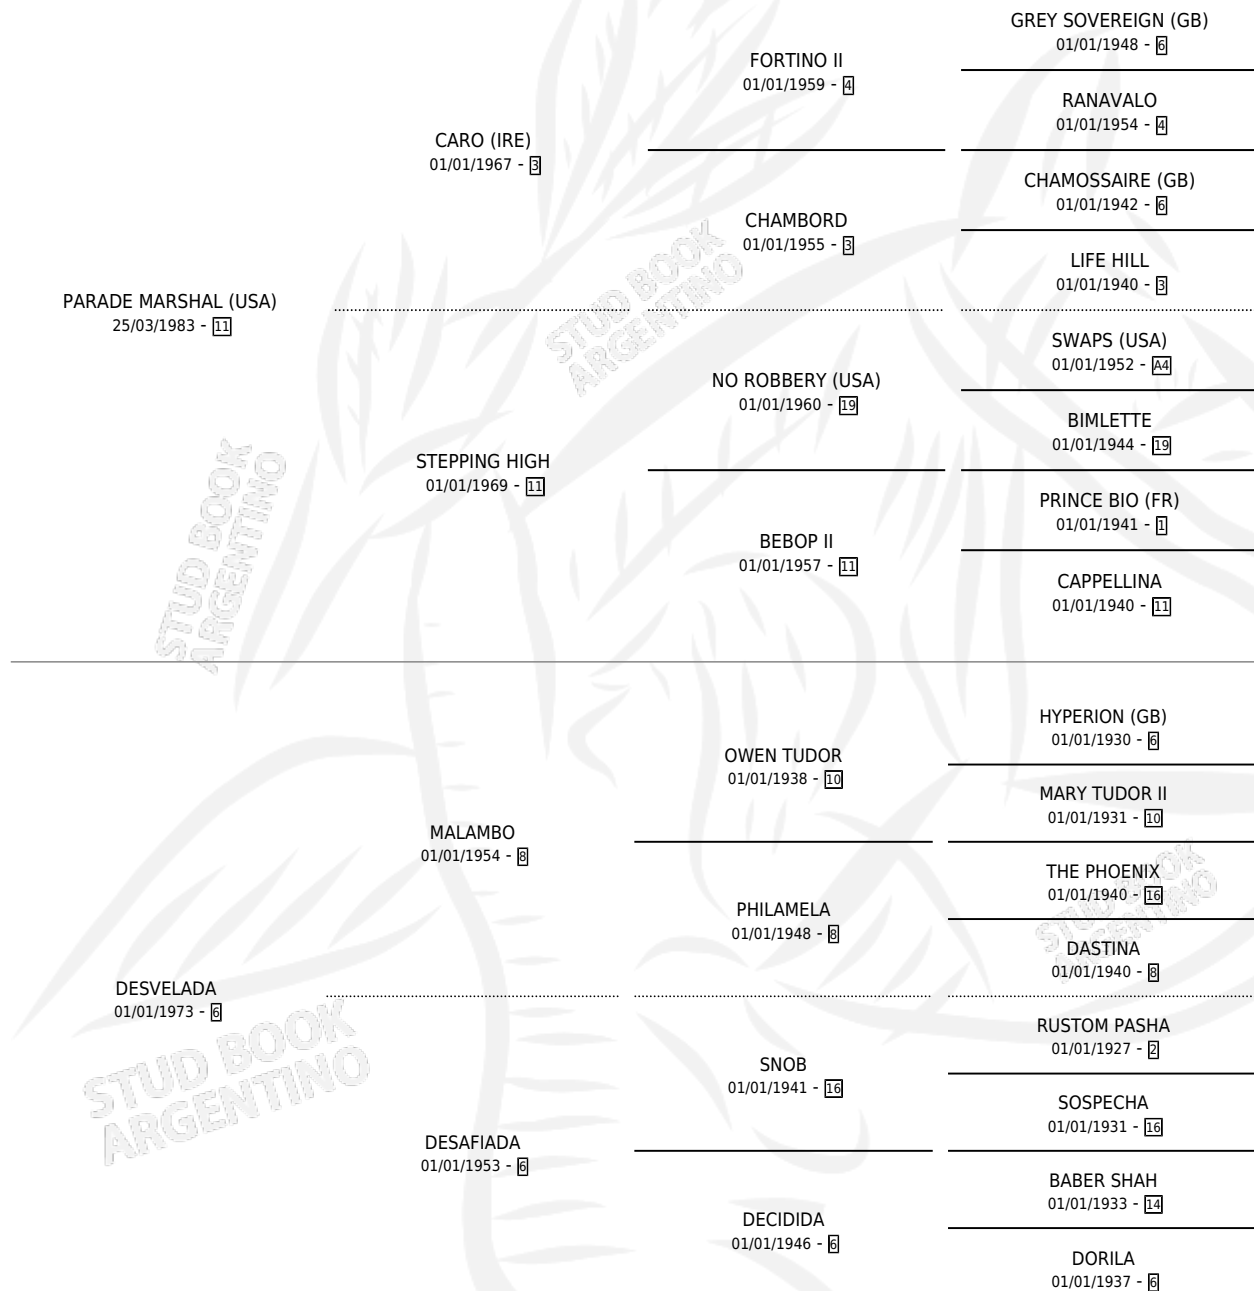 GREY SOVEREIGN (GB)
01/01/1948 - 6
FORTINO II
01/01/1959 - 4
RANAVALO
01/01/1954 - 4
CARO (IRE)
01/01/1967 - 3
CHAMOSSAIRE (GB)
01/01/1942 - 6
CHAMBORD
01/01/1955 - 3
LIFE HILL
01/01/1940 - 3
PARADE MARSHAL (USA)
25/03/1983 - 11
SWAPS (USA)
01/01/1952 - A4
NO ROBBERY (USA)
01/01/1960 - 19
BIMLETTE
01/01/1944 - 19
STEPPING HIGH
01/01/1969 - 11
PRINCE BIO (FR)
01/01/1941 - 1
BEBOP II
01/01/1957 - 11
CAPPELLINA
01/01/1940 - 11
HYPERION (GB)
01/01/1930 - 6
OWEN TUDOR
01/01/1938 - 10
MARY TUDOR II
01/01/1931 - 10
MALAMBO
01/01/1954 - 8
THE PHOENIX
01/01/1940 - 16
PHILAMELA
01/01/1948 - 8
DASTINA
01/01/1940 - 8
DESVELADA
01/01/1973 - 6
RUSTOM PASHA
01/01/1927 - 2
SNOB
01/01/1941 - 16
SOSPECHA
01/01/1931 - 16
DESAFIADA
01/01/1953 - 6
BABER SHAH
01/01/1933 - 14
DECIDIDA
01/01/1946 - 6
DORILA
01/01/1937 - 6
STUD BOOK
ARGENTINO
STUD BOOK
ARGENTINO
STUD BOOK
ARGENTINO
STUD BOOK
ARGENTINO